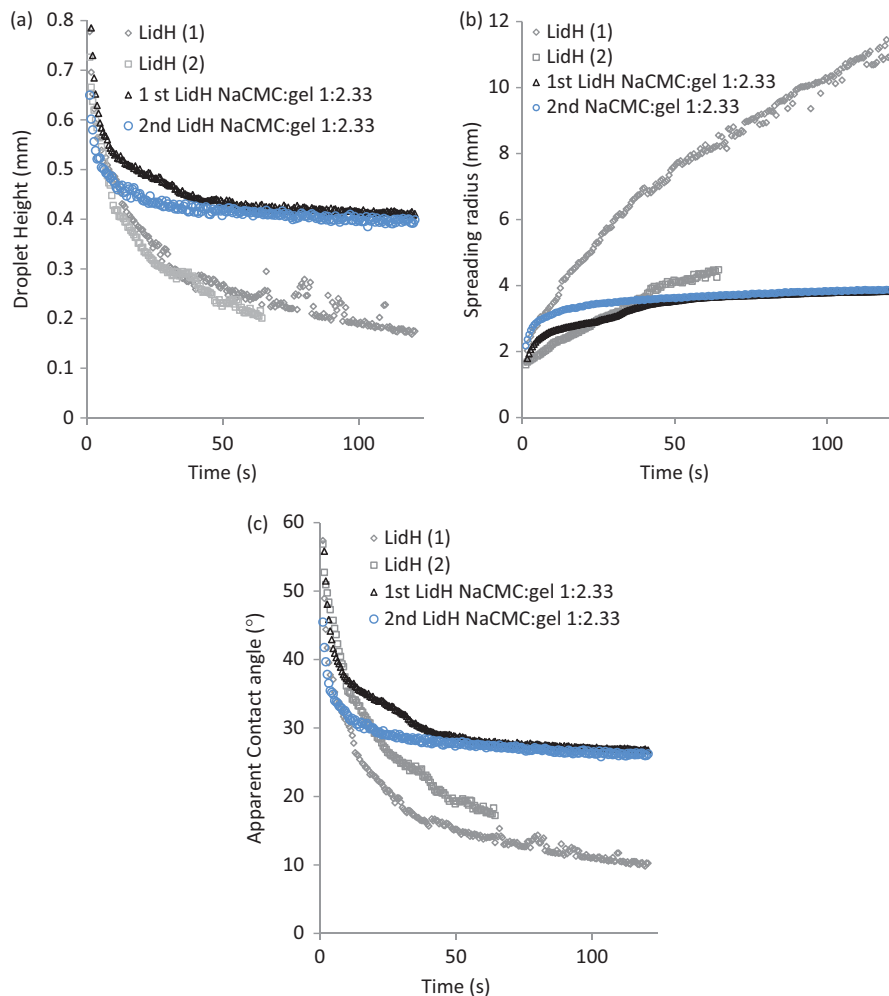 (a)
LidH (1)
LidH (2)
1 st LidH NaCMC:gel 1:2.33
2nd LidH NaCMC:gel 1:2.33
0.8
0.7
0.6
0.5
0.4
0.3
0.2
0.1
0
Droplet Height (mm)
0
50
100
Time (s)
(b)
LidH (1)
LidH (2)
1st LidH NaCMC:gel 1:2.33
2nd NaCMC:gel 1:2.33
12
10
8
6
4
2
0
Spreading radius (mm)
0
50
100
Time (s)
(c)
LidH (1)
LidH (2)
1st LidH NaCMC:gel 1:2.33
2nd LidH NaCMC:gel 1:2.33
60
50
40
30
20
10
0
Apparent Contact angle (°)
0
50
100
Time (s)